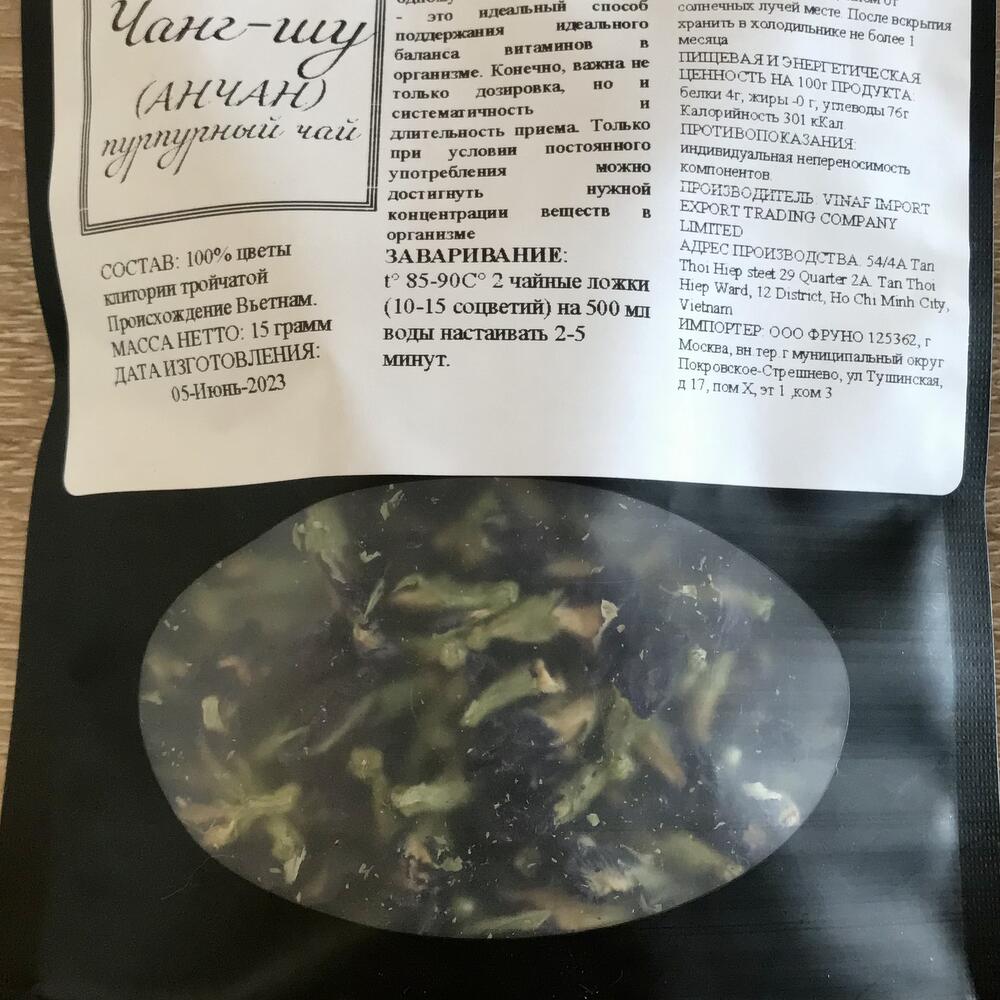 Чанг-шу
(АНЧАН)
пурпурный чай
СОСТАВ: 100% цветы
клитории тройчатой
Происхождение Вьетнам.
МАССА НЕТТО: 15 грамм
ДАТА ИЗГОТОВЛЕНИЯ:
05-Июнь-2023
- это идеальный способ
поддержания идеального
баланса витаминов в
организме. Конечно, важна не
только дозировка, но и
систематичность и
длительность приема. Только
при условии постоянного
употребления можно
достигнуть нужной
концентрации веществ в
организме
ЗАВАРИВАНИЕ:
t° 85-90C° 2 чайные ложки
(10-15 соцветий) на 500 мл
воды настаивать 2-5
минут.
солнечных лучей месте. После вскрытия
хранить в холодильнике не более 1
месяца
ПИЩЕВАЯ И ЭНЕРГЕТИЧЕСКАЯ
ЦЕННОСТЬ НА 100г ПРОДУКТА:
белки 4г, жиры -0 г, углеводы 76г
Калорийность 301 кКал
ПРОТИВОПОКАЗАНИЯ:
индивидуальная непереносимость
компонентов.
ПРОИЗВОДИТЕЛЬ: VINAF IMPORT
EXPORT TRADING COMPANY
LIMITED
АДРЕС ПРОИЗВОДСТВА: 54/4A Tan
Thoi Hiep steet 29 Quarter 2A. Tan Thoi
Hiep Ward, 12 District, Ho Chi Minh City,
Vietnam
ИМПОРТЕР: ООО ФРУНО 125362, г
Москва, вн.тер. г муниципальный округ
Покровское-Стрешнево, ул Тушинская,
д 17, пом X, эт 1 ,ком 3